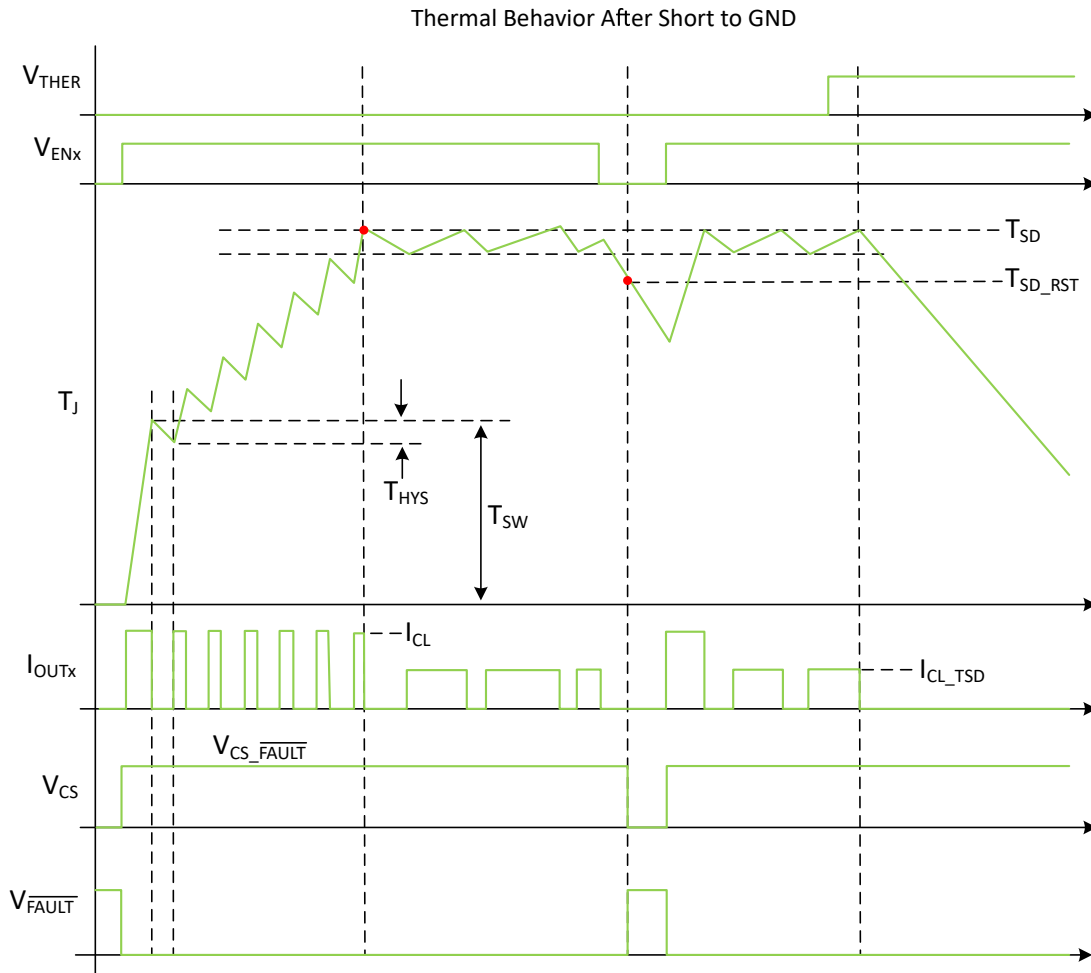 Thermal Behavior After Short to GND
VTHER
VENx
TSD
TSD_RST
TJ
THYS
TSW
ICL
IOUTx
ICL_TSD
VCS_FAULT
VCS
VFAULT